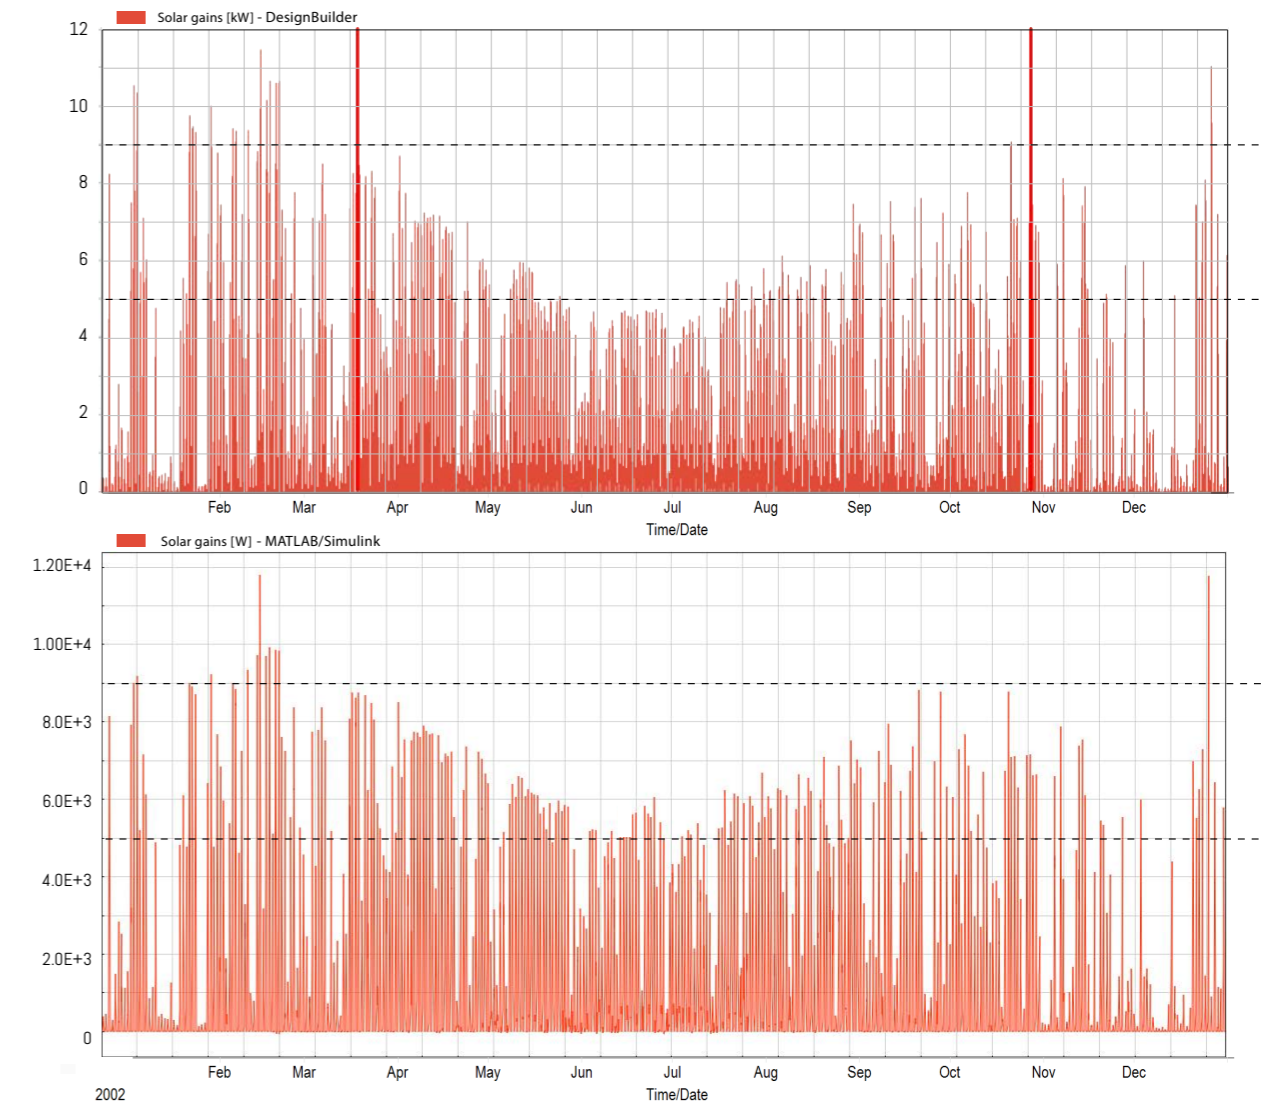 Solar gains [kW] - DesignBuilder
12
10
8
6
4
2
0
Feb Mar Apr May Jun Jul Aug Sep Oct Nov Dec
Time/Date
Solar gains [W] - MATLAB/Simulink
1.20E+4
1.00E+4
8.0E+3
6.0E+3
4.0E+3
2.0E+3
0
Feb Mar Apr May Jun Jul Aug Sep Oct Nov Dec
2002 Time/Date